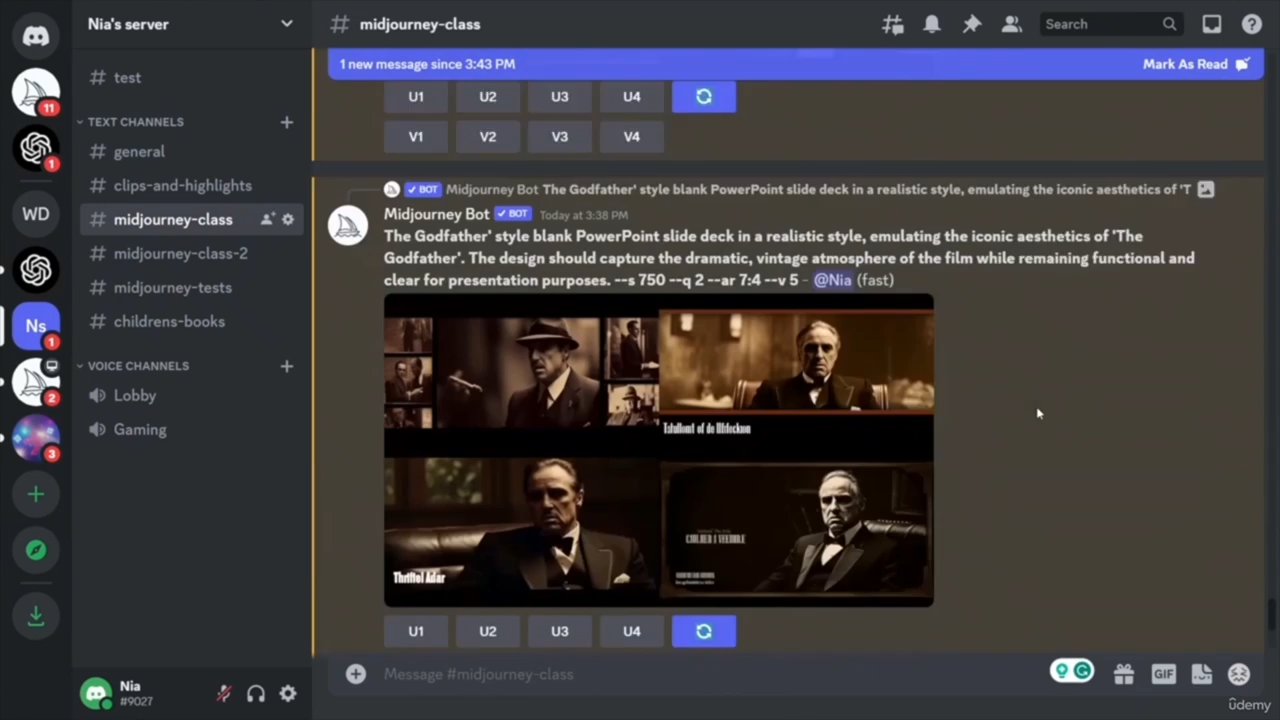 Nia's server
midjourney-class
Search
1 new message since 3:43 PM
Mark As Read
test
TEXT CHANNELS
general
clips-and-highlights
midjourney-class
midjourney-class-2
midjourney-tests
childrens-books
VOICE CHANNELS
Lobby
Gaming
11
1
WD
Ns
1
2
3
U1 U2 U3 U4
V1 V2 V3 V4
BOT Midjourney Bot The Godfather' style blank PowerPoint slide deck in a realistic style, emulating the iconic aesthetics of 'T
Midjourney Bot BOT Today at 3:38 PM
The Godfather' style blank PowerPoint slide deck in a realistic style, emulating the iconic aesthetics of 'The
Godfather'. The design should capture the dramatic, vintage atmosphere of the film while remaining functional and
clear for presentation purposes. --s 750 --q 2 --ar 7:4 --v 5 - @Nia (fast)
U1 U2 U3 U4
Message #midjourney-class
GIF
Nia
#9027
ûdemy